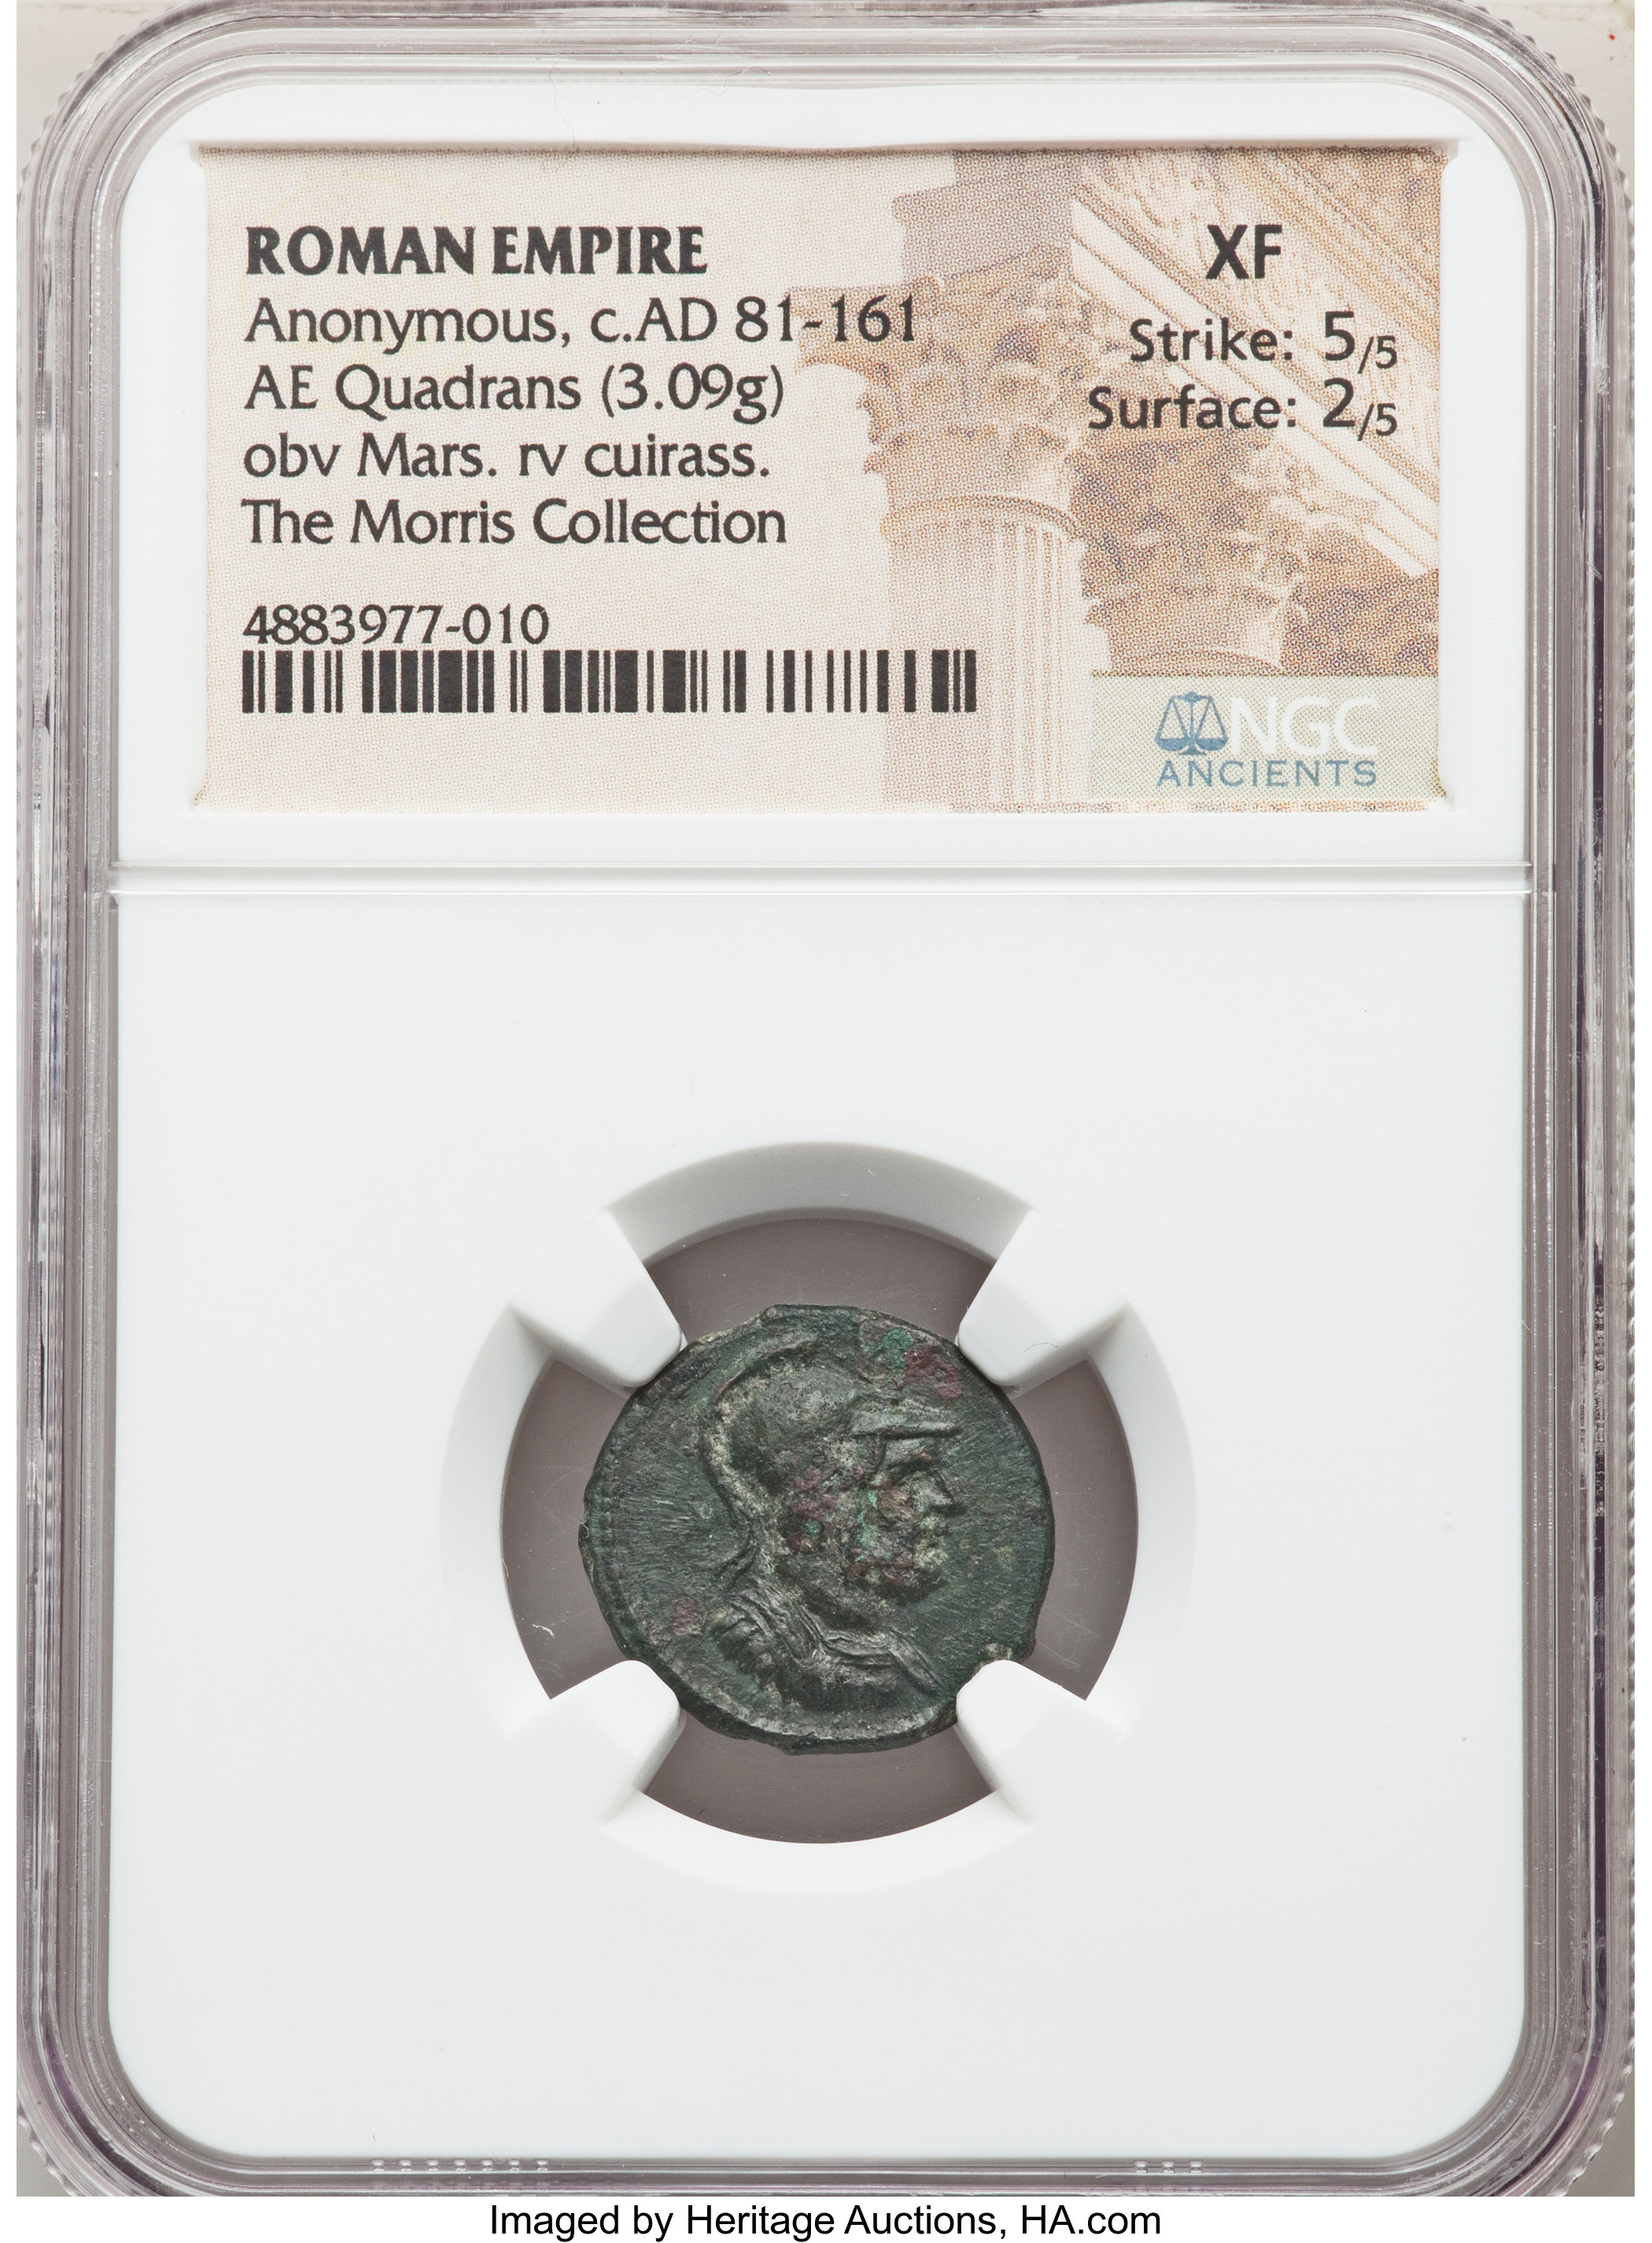 ROMAN EMPIRE
Anonymous, c.AD 81-161
AE Quadrans (3.09g)
obv Mars. rv cuirass.
The Morris Collection
4883977-010
XF
Strike: 5/5
Surface: 2/5
NGC
ANCIENTS
Imaged by Heritage Auctions, HA.com